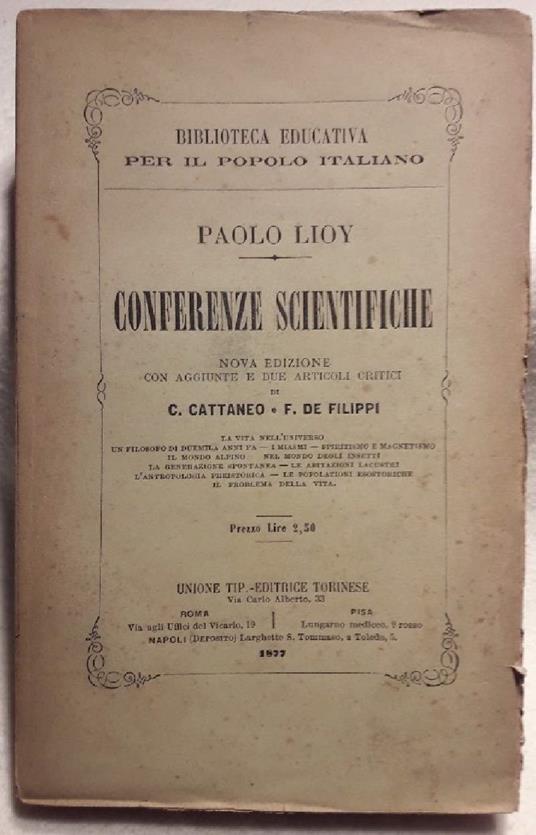 BIBLIOTECA EDUCATIVA
PER IL POPOLO ITALIANO
PAOLO LIOY
CONFERENZE SCIENTIFICHE
NOVA EDIZIONE
CON AGGIUNTE E DUE ARTICOLI CRITICI
DI
C. CATTANEO e F. DE FILIPPI
LA VITA NELL'UNIVERSO
UN FILOSOFO DI DUEMILA ANNI FA — I MIASMI — SPIRITISMO E MAGNETISMO
IL MONDO ALPINO — NEL MONDO DEGLI INSETTI
LA GENERAZIONE SPONTANEA — LE ABITAZIONI LACUSTRI
L'ANTROPOLOGIA PREISTORICA — LE POPOLAZIONI ESOSTORICHE
IL PROBLEMA DELLA VITA.
Prezzo Lire 2,50
UNIONE TIP.-EDITRICE TORINESE
Via Carlo Alberto, 33
ROMA
Via agli Uffici del Vicario, 19
PISA
Lungarno mediceo, 9 rosso
NAPOLI (DEPOSITO) Larghetto S. Tommaso, a Toledo, 5.
1877